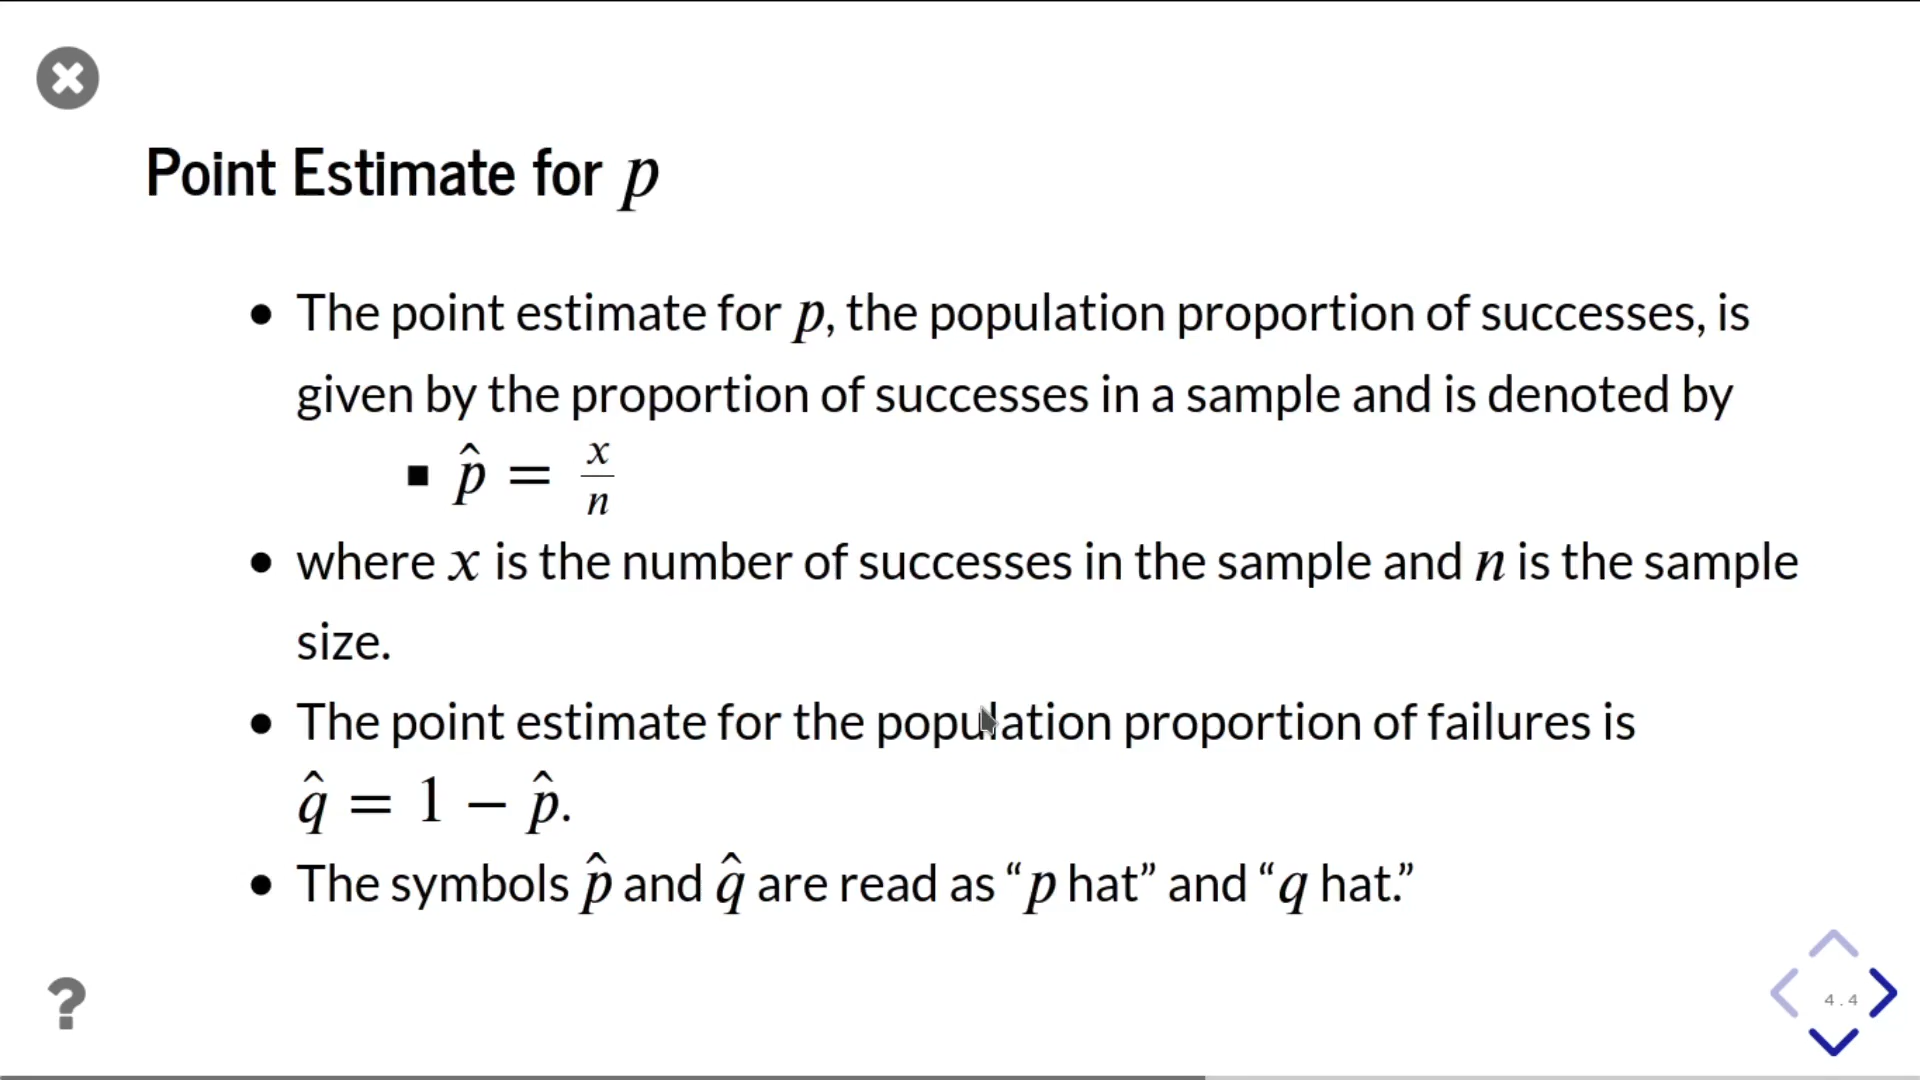 Point Estimate for p
• The point estimate for p, the population proportion of successes, is
given by the proportion of successes in a sample and is denoted by
▪ p̂ = x/n
• where x is the number of successes in the sample and n is the sample
size.
• The point estimate for the population proportion of failures is
q̂ = 1 − p̂.
• The symbols p̂ and q̂ are read as “p hat” and “q hat.”
?
4.4